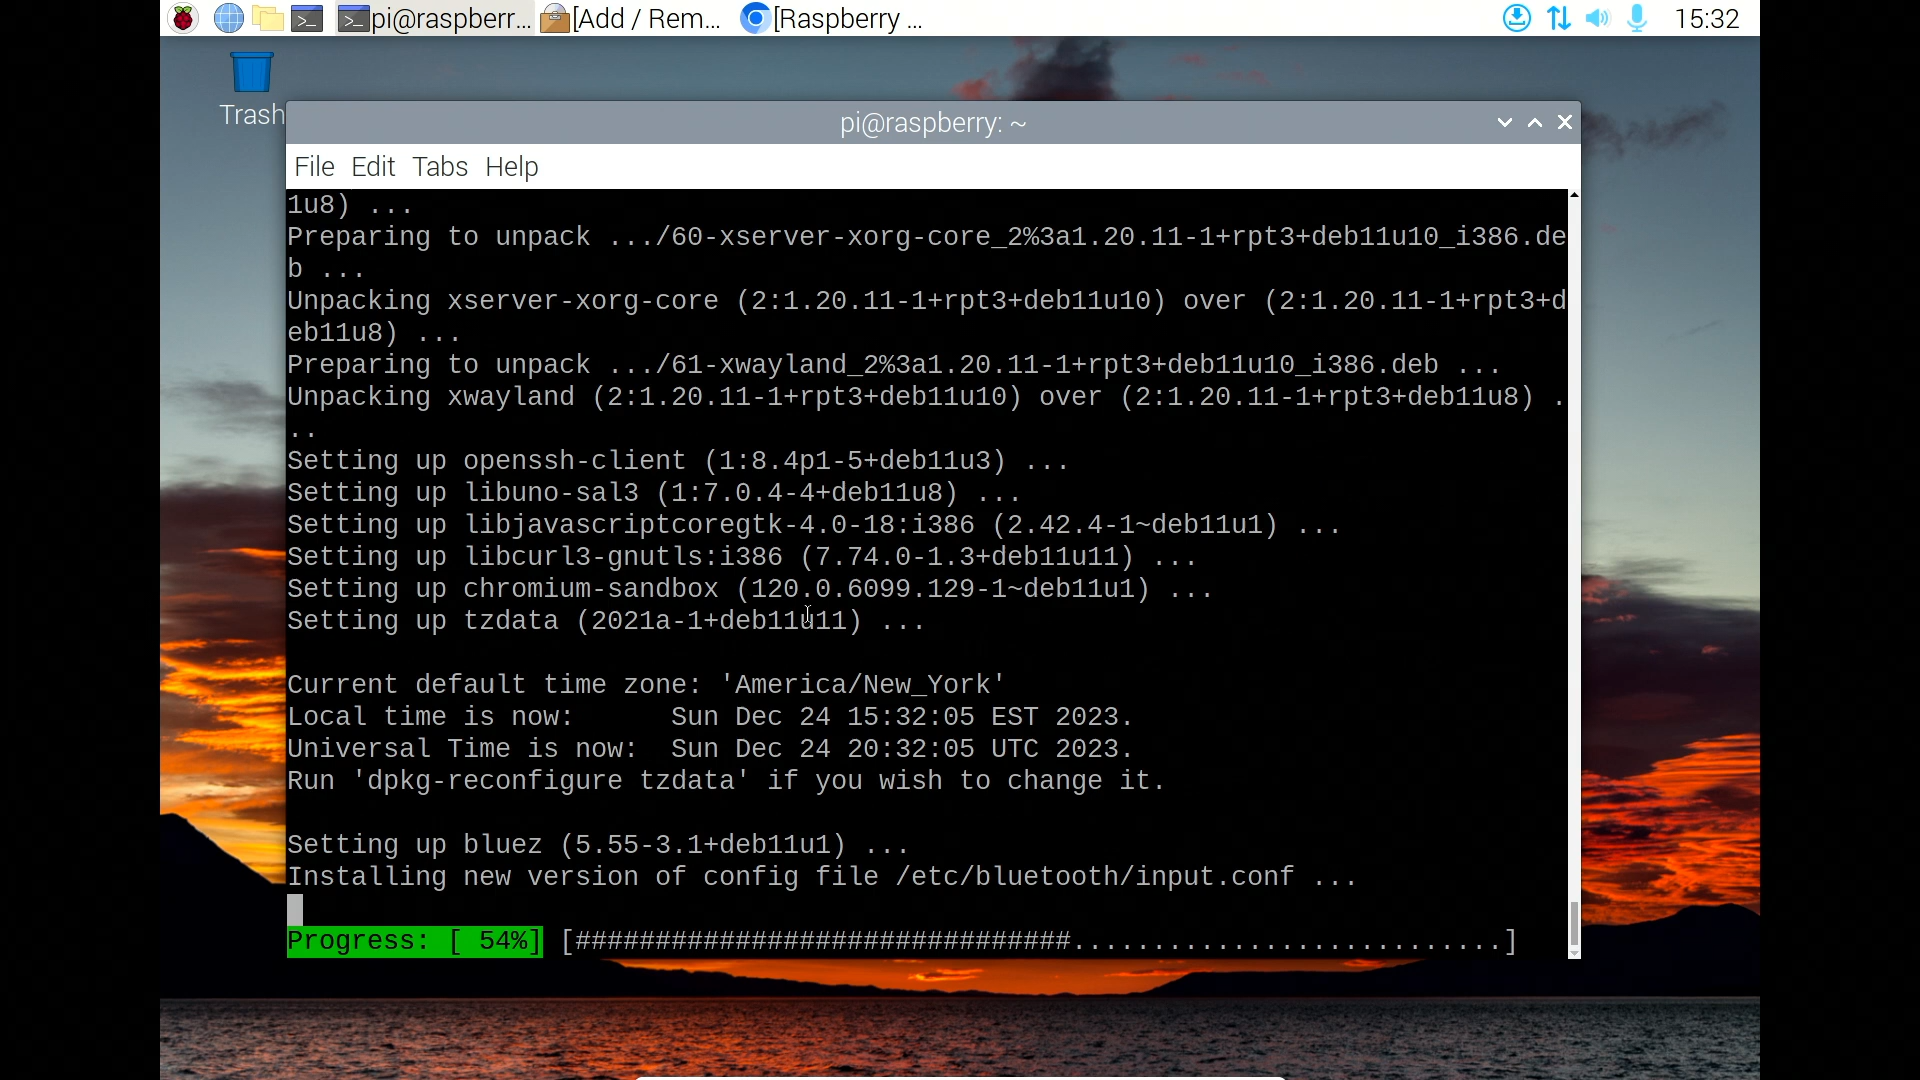 pi@raspberr... [Add / Rem... [Raspberry ... 15:32
Trash
pi@raspberry: ~
File Edit Tabs Help
1u8) ...
Preparing to unpack .../60-xserver-xorg-core_2%3a1.20.11-1+rpt3+deb11u10_i386.de
b ...
Unpacking xserver-xorg-core (2:1.20.11-1+rpt3+deb11u10) over (2:1.20.11-1+rpt3+d
eb11u8) ...
Preparing to unpack .../61-xwayland_2%3a1.20.11-1+rpt3+deb11u10_i386.deb ...
Unpacking xwayland (2:1.20.11-1+rpt3+deb11u10) over (2:1.20.11-1+rpt3+deb11u8) .
..
Setting up openssh-client (1:8.4p1-5+deb11u3) ...
Setting up libuno-sal3 (1:7.0.4-4+deb11u8) ...
Setting up libjavascriptcoregtk-4.0-18:i386 (2.42.4-1~deb11u1) ...
Setting up libcurl3-gnutls:i386 (7.74.0-1.3+deb11u11) ...
Setting up chromium-sandbox (120.0.6099.129-1~deb11u1) ...
Setting up tzdata (2021a-1+deb11u11) ...
Current default time zone: 'America/New_York'
Local time is now:      Sun Dec 24 15:32:05 EST 2023.
Universal Time is now:  Sun Dec 24 20:32:05 UTC 2023.
Run 'dpkg-reconfigure tzdata' if you wish to change it.
Setting up bluez (5.55-3.1+deb11u1) ...
Installing new version of config file /etc/bluetooth/input.conf ...
Progress: [ 54%] [###############################...........................]